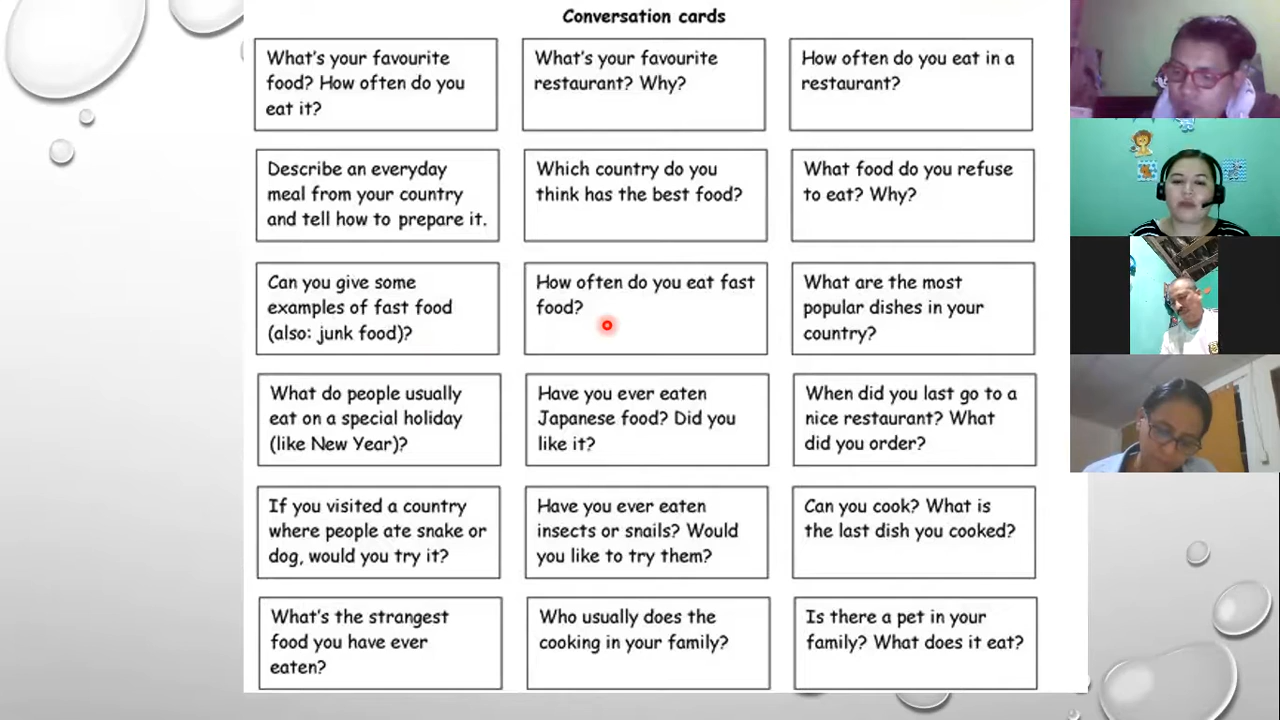 Conversation cards
What's your favourite
food? How often do you
eat it?
What's your favourite
restaurant? Why?
How often do you eat in a
restaurant?
Describe an everyday
meal from your country
and tell how to prepare it.
Which country do you
think has the best food?
What food do you refuse
to eat? Why?
Can you give some
examples of fast food
(also: junk food)?
How often do you eat fast
food?
What are the most
popular dishes in your
country?
What do people usually
eat on a special holiday
(like New Year)?
Have you ever eaten
Japanese food? Did you
like it?
When did you last go to a
nice restaurant? What
did you order?
If you visited a country
where people ate snake or
dog, would you try it?
Have you ever eaten
insects or snails? Would
you like to try them?
Can you cook? What is
the last dish you cooked?
What's the strangest
food you have ever
eaten?
Who usually does the
cooking in your family?
Is there a pet in your
family? What does it eat?